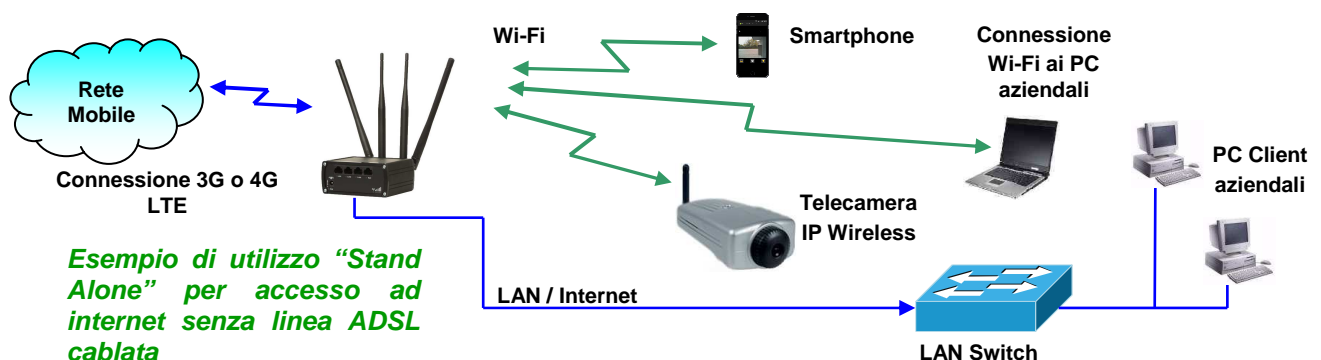 Wi-Fi
Smartphone
Connessione
Wi-Fi ai PC
aziendali
Rete
Mobile
PC Client
aziendali
Connessione 3G o 4G
LTE
Telecamera
IP Wireless
Esempio di utilizzo “Stand
Alone” per accesso ad
internet senza linea ADSL
cablata
LAN / Internet
LAN Switch